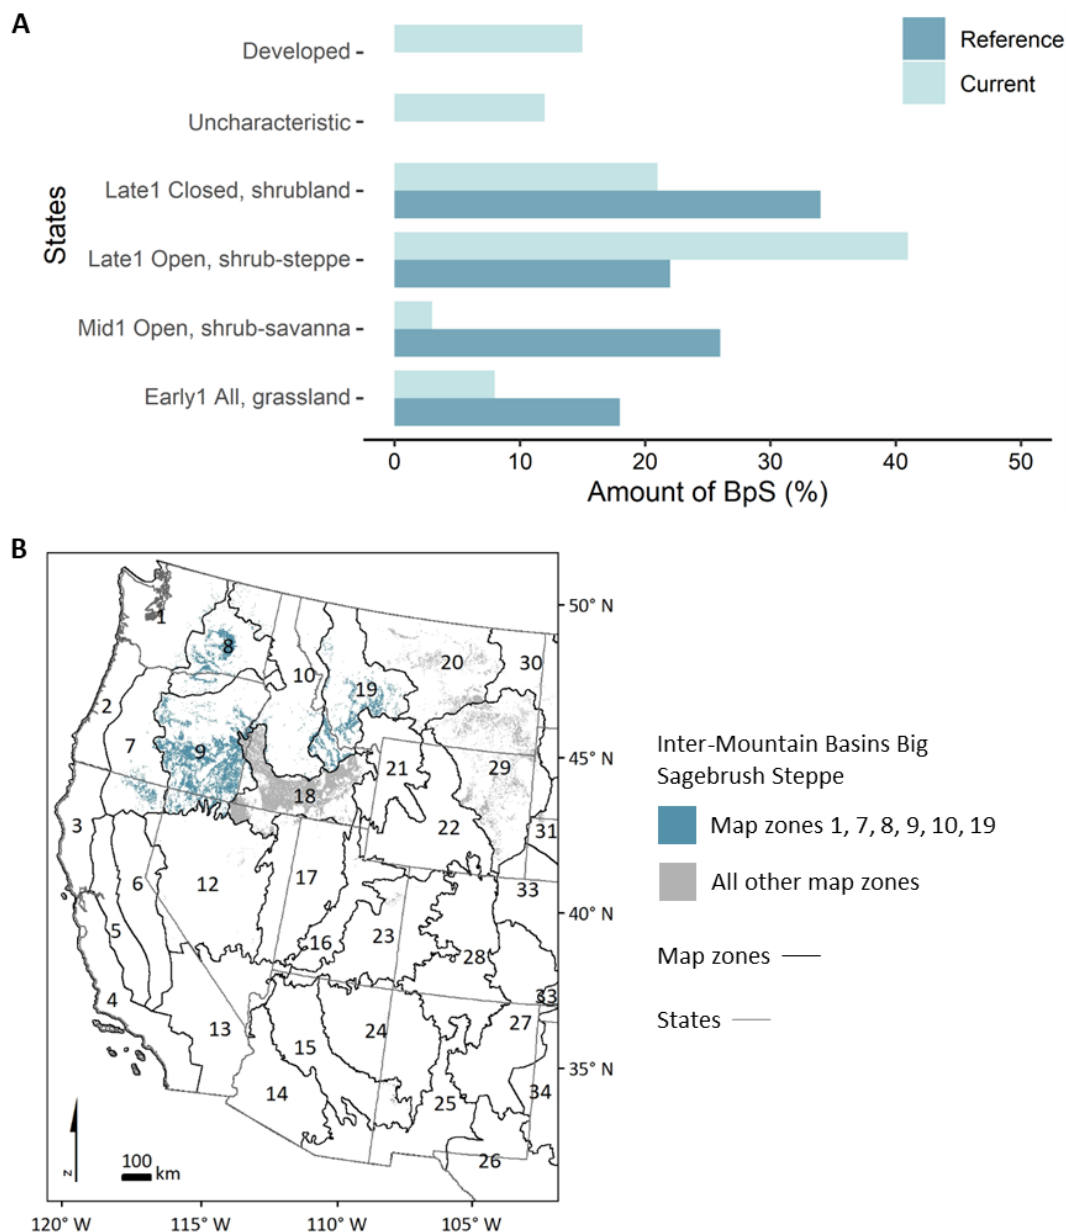 A
Developed
Uncharacteristic
Late1 Closed, shrubland
Late1 Open, shrub-steppe
Mid1 Open, shrub-savanna
Early1 All, grassland
States
Reference
Current
0 10 20 30 40 50
Amount of BpS (%)
B
1
8
20
30
10
19
2
7
9
21
29
18
3
22
31
6
12
17
33
5
16
23
28
4
33
13
24
27
15
14
34
25
26
50° N
45° N
40° N
35° N
z
100
km
120° W 115° W 110° W 105° W
Inter-Mountain Basins Big
Sagebrush Steppe
Map zones 1, 7, 8, 9, 10, 19
All other map zones
Map zones
States